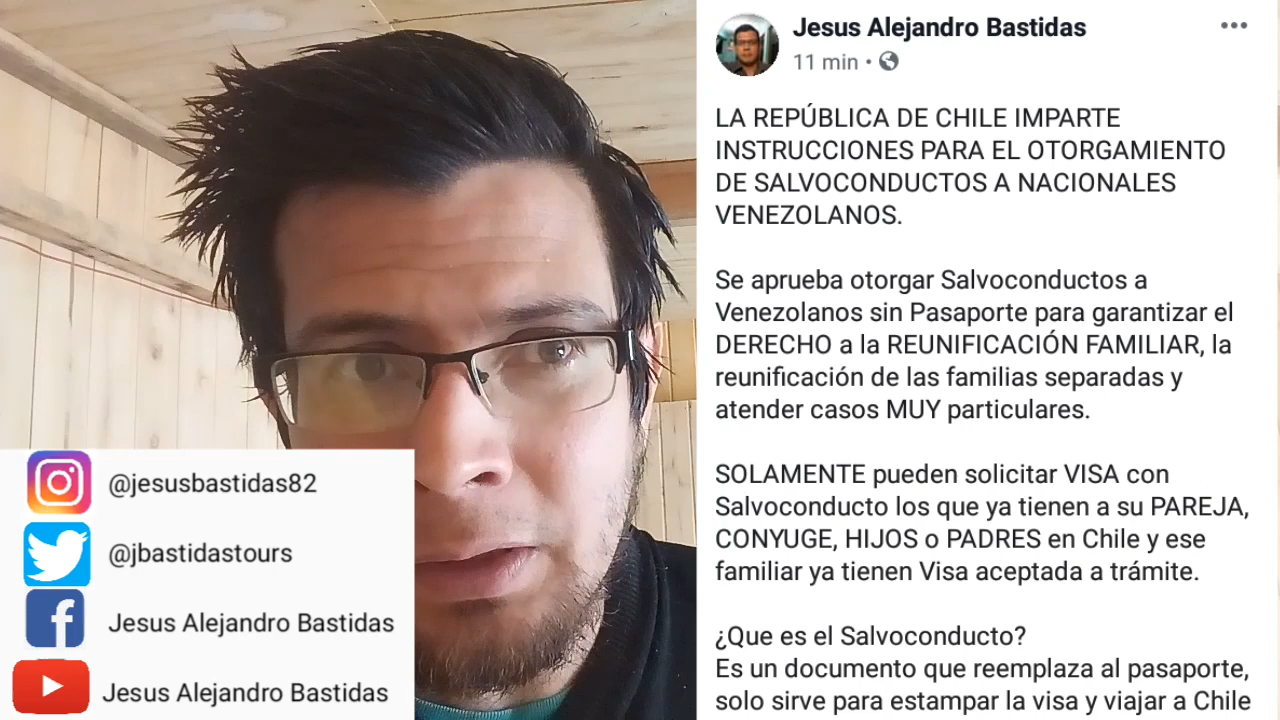 Jesus Alejandro Bastidas
11 min
LA REPÚBLICA DE CHILE IMPARTE
INSTRUCCIONES PARA EL OTORGAMIENTO
DE SALVOCONDUCTOS A NACIONALES
VENEZOLANOS.
Se aprueba otorgar Salvoconductos a
Venezolanos sin Pasaporte para garantizar el
DERECHO a la REUNIFICACIÓN FAMILIAR, la
reunificación de las familias separadas y
atender casos MUY particulares.
SOLAMENTE pueden solicitar VISA con
Salvoconducto los que ya tienen a su PAREJA,
CONYUGE, HIJOS o PADRES en Chile y ese
familiar ya tienen Visa aceptada a trámite.
¿Que es el Salvoconducto?
Es un documento que reemplaza al pasaporte,
solo sirve para estampar la visa y viajar a Chile
@jesusbastidas82
@jbastidastours
Jesus Alejandro Bastidas
Jesus Alejandro Bastidas